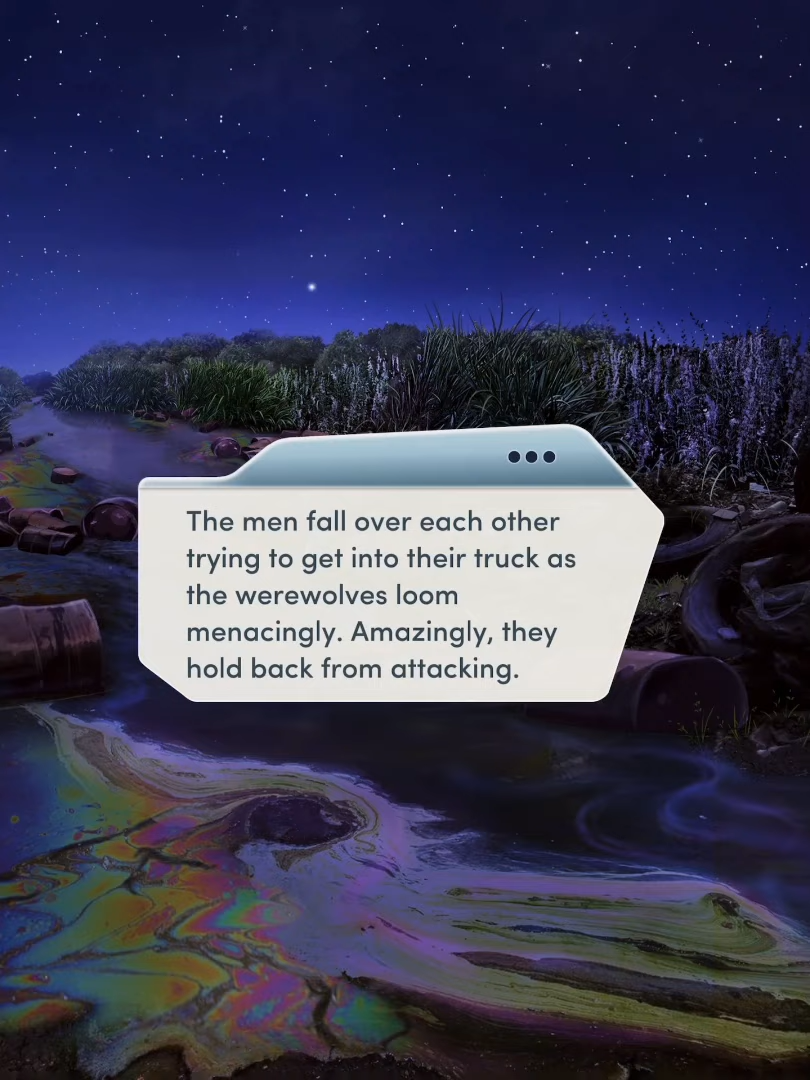 The men fall over each other
trying to get into their truck as
the werewolves loom
menacingly. Amazingly, they
hold back from attacking.